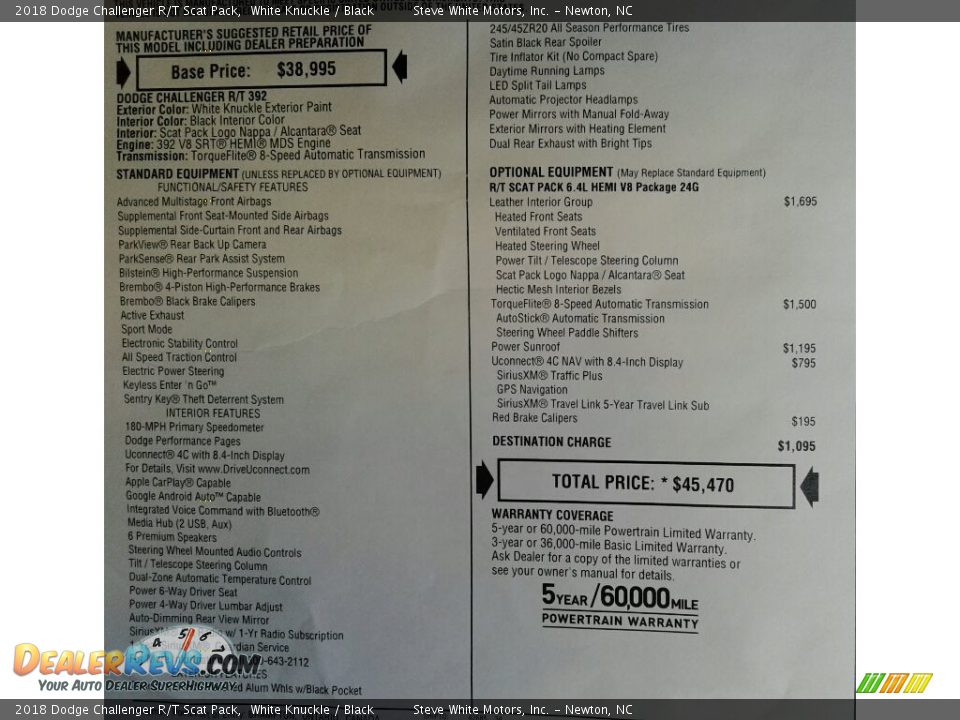 2018 Dodge Challenger R/T Scat Pack, White Knuckle / Black Steve White Motors, Inc. – Newton, NC
MANUFACTURER'S SUGGESTED RETAIL PRICE OF
THIS MODEL INCLUDING DEALER PREPARATION
Base Price: $38,995
DODGE CHALLENGER R/T 392
Exterior Color: White Knuckle Exterior Paint
Interior Color: Black Interior Color
Interior: Scat Pack Logo Nappa / Alcantara® Seat
Engine: 392 V8 SRT® HEMI® MDS Engine
Transmission: TorqueFlite® 8-Speed Automatic Transmission
STANDARD EQUIPMENT (UNLESS REPLACED BY OPTIONAL EQUIPMENT)
FUNCTIONAL/SAFETY FEATURES
Advanced Multistage Front Airbags
Supplemental Front Seat-Mounted Side Airbags
Supplemental Side-Curtain Front and Rear Airbags
ParkView® Rear Back Up Camera
ParkSense® Rear Park Assist System
Bilstein® High-Performance Suspension
Brembo® 4-Piston High-Performance Brakes
Brembo® Black Brake Calipers
Active Exhaust
Sport Mode
Electronic Stability Control
All Speed Traction Control
Electric Power Steering
Keyless Enter 'n Go™
Sentry Key® Theft Deterrent System
INTERIOR FEATURES
180-MPH Primary Speedometer
Dodge Performance Pages
Uconnect® 4C with 8.4-Inch Display
For Details, Visit www.DriveUconnect.com
Apple CarPlay® Capable
Google Android Auto™ Capable
Integrated Voice Command with Bluetooth®
Media Hub (2 USB, Aux)
6 Premium Speakers
Steering Wheel Mounted Audio Controls
Tilt / Telescope Steering Column
Dual-Zone Automatic Temperature Control
Power 6-Way Driver Seat
Power 4-Way Driver Lumbar Adjust
Auto-Dimming Rear View Mirror
w/ 1-Yr Radio Subscription
Service
-643-2112
Alum Whls w/Black Pocket
245/45ZR20 All Season Performance Tires
Satin Black Rear Spoiler
Tire Inflator Kit (No Compact Spare)
Daytime Running Lamps
LED Split Tail Lamps
Automatic Projector Headlamps
Power Mirrors with Manual Fold-Away
Exterior Mirrors with Heating Element
Dual Rear Exhaust with Bright Tips
OPTIONAL EQUIPMENT (May Replace Standard Equipment)
R/T SCAT PACK 6.4L HEMI V8 Package 24G
Leather Interior Group $1,695
Heated Front Seats
Ventilated Front Seats
Heated Steering Wheel
Power Tilt / Telescope Steering Column
Scat Pack Logo Nappa / Alcantara® Seat
Hectic Mesh Interior Bezels
TorqueFlite® 8-Speed Automatic Transmission $1,500
AutoStick® Automatic Transmission
Steering Wheel Paddle Shifters
Power Sunroof $1,195
Uconnect® 4C NAV with 8.4-Inch Display $795
SiriusXM® Traffic Plus
GPS Navigation
SiriusXM® Travel Link 5-Year Travel Link Sub
Red Brake Calipers $195
DESTINATION CHARGE $1,095
TOTAL PRICE: * $45,470
WARRANTY COVERAGE
5-year or 60,000-mile Powertrain Limited Warranty.
3-year or 36,000-mile Basic Limited Warranty.
Ask Dealer for a copy of the limited warranties or
see your owner's manual for details.
5 YEAR / 60,000 MILE
POWERTRAIN WARRANTY
4 5 6 7
DealerRevs.com
Your Auto Dealer SuperHighway
2018 Dodge Challenger R/T Scat Pack, White Knuckle / Black Steve White Motors, Inc. – Newton, NC